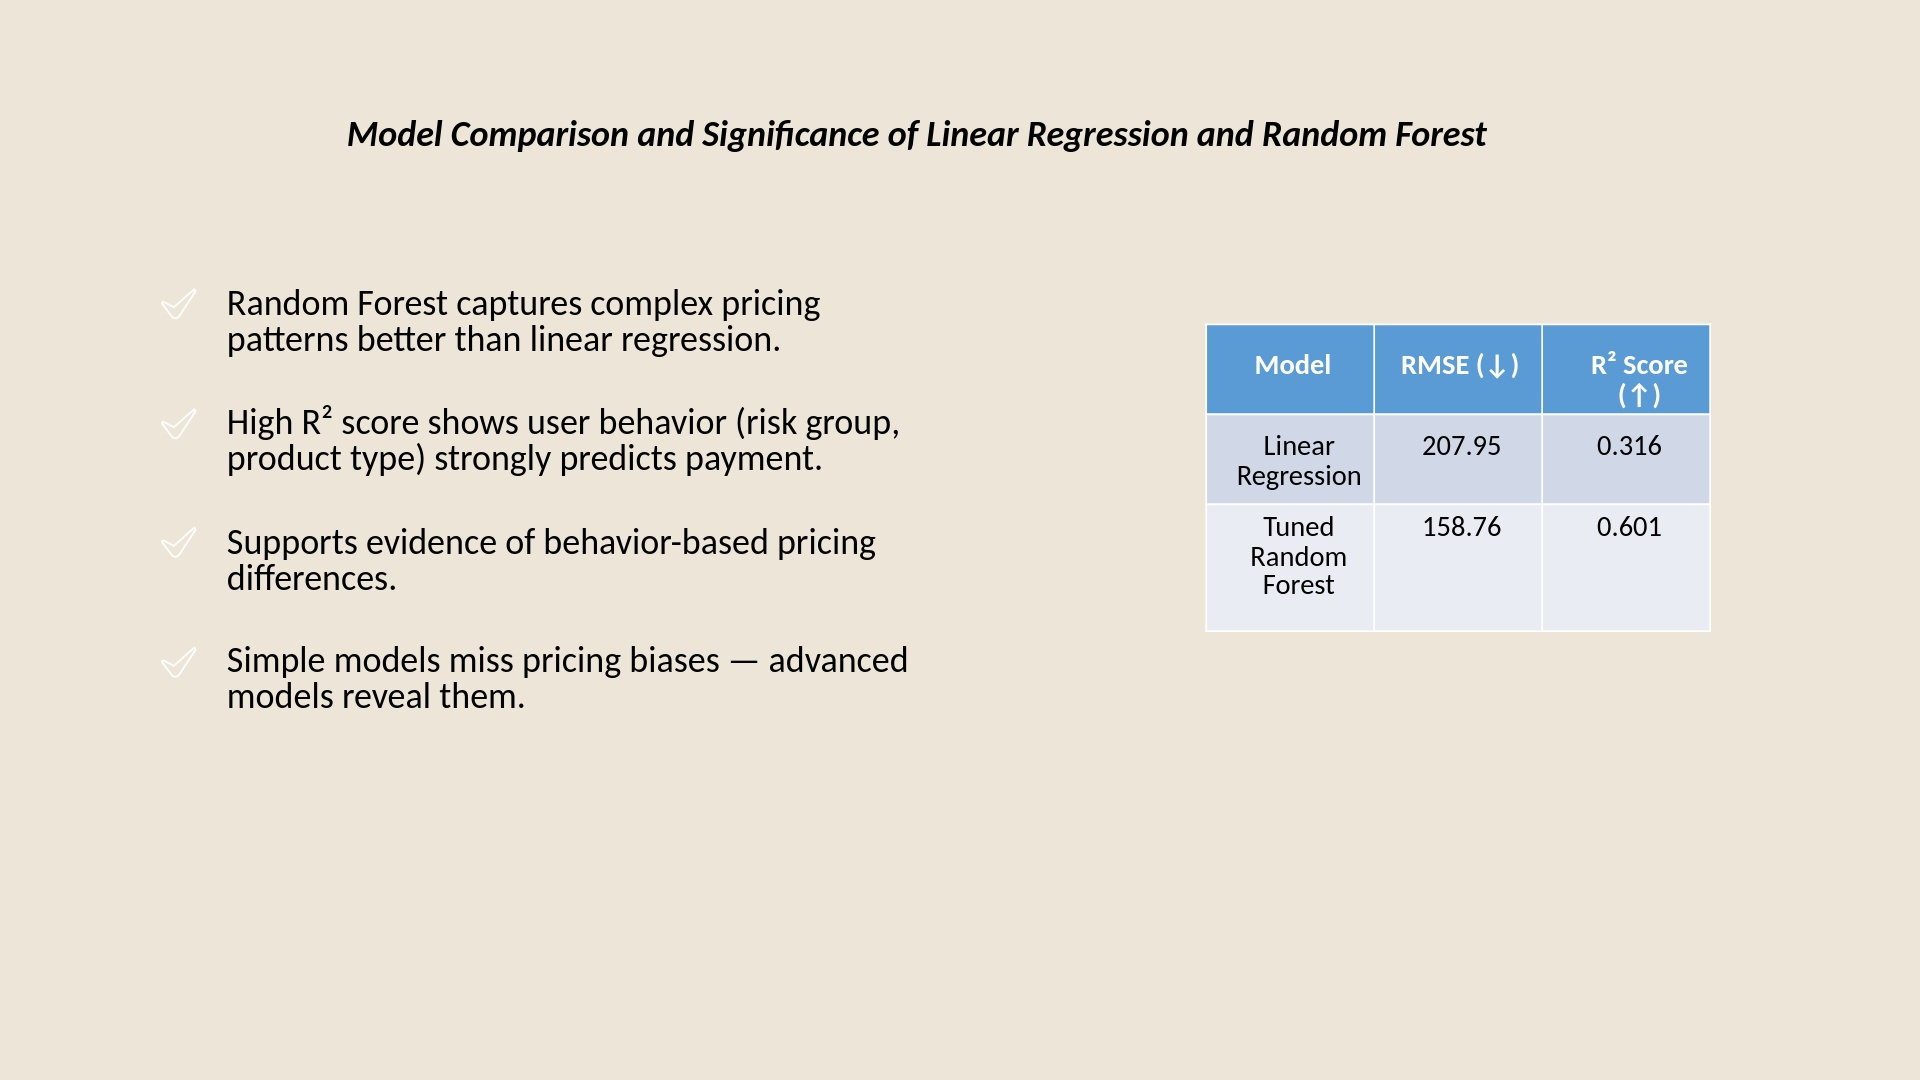 Model Comparison and Significance of Linear Regression and Random Forest
Random Forest captures complex pricing
patterns better than linear regression.
High R² score shows user behavior (risk group,
product type) strongly predicts payment.
Supports evidence of behavior-based pricing
differences.
Simple models miss pricing biases — advanced
models reveal them.
Model RMSE (↓) R² Score
(↑)
Linear 207.95 0.316
Regression
Tuned 158.76 0.601
Random
Forest